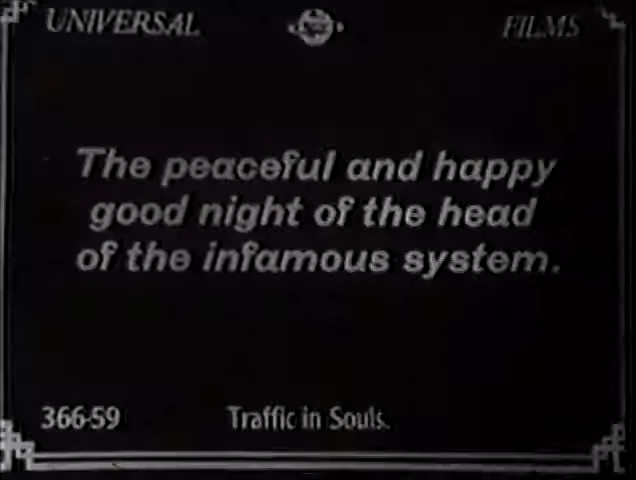 UNIVERSAL FILMS
The peaceful and happy
good night of the head
of the infamous system.
366-59 Traffic in Souls.